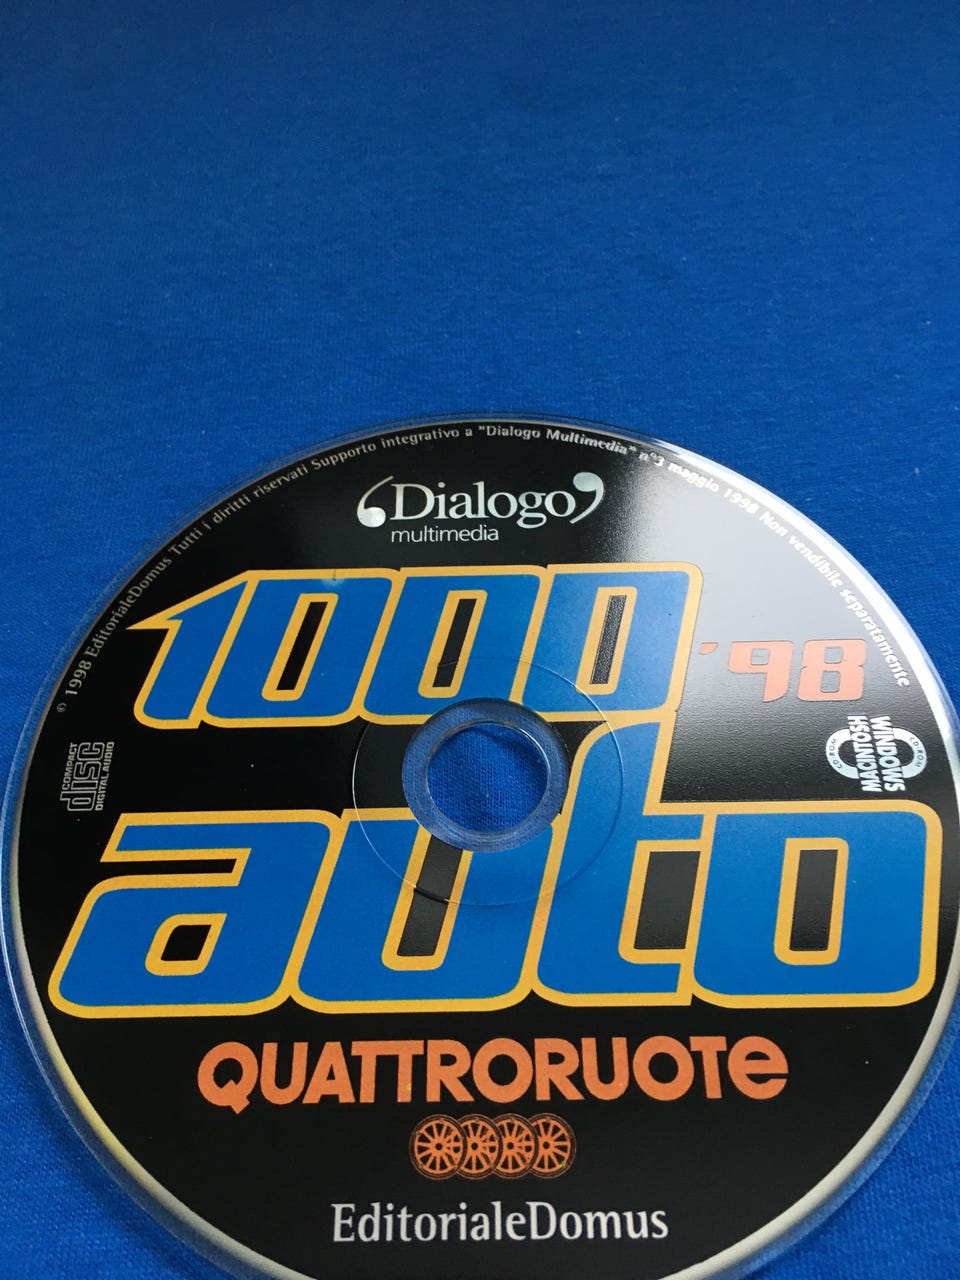 © 1998 EditorialeDomus Tutti i diritti riservati Supporto integrativo a "Dialogo Multimedia" n°3 maggio 1998 Non vendibile separatamente
Dialogo
multimedia
1000
'98
auto
COMPACT
disc
DIGITAL AUDIO
CD-ROM
MACINTOSH
WINDOWS
CD-ROM
QUATTRORUOTe
EditorialeDomus